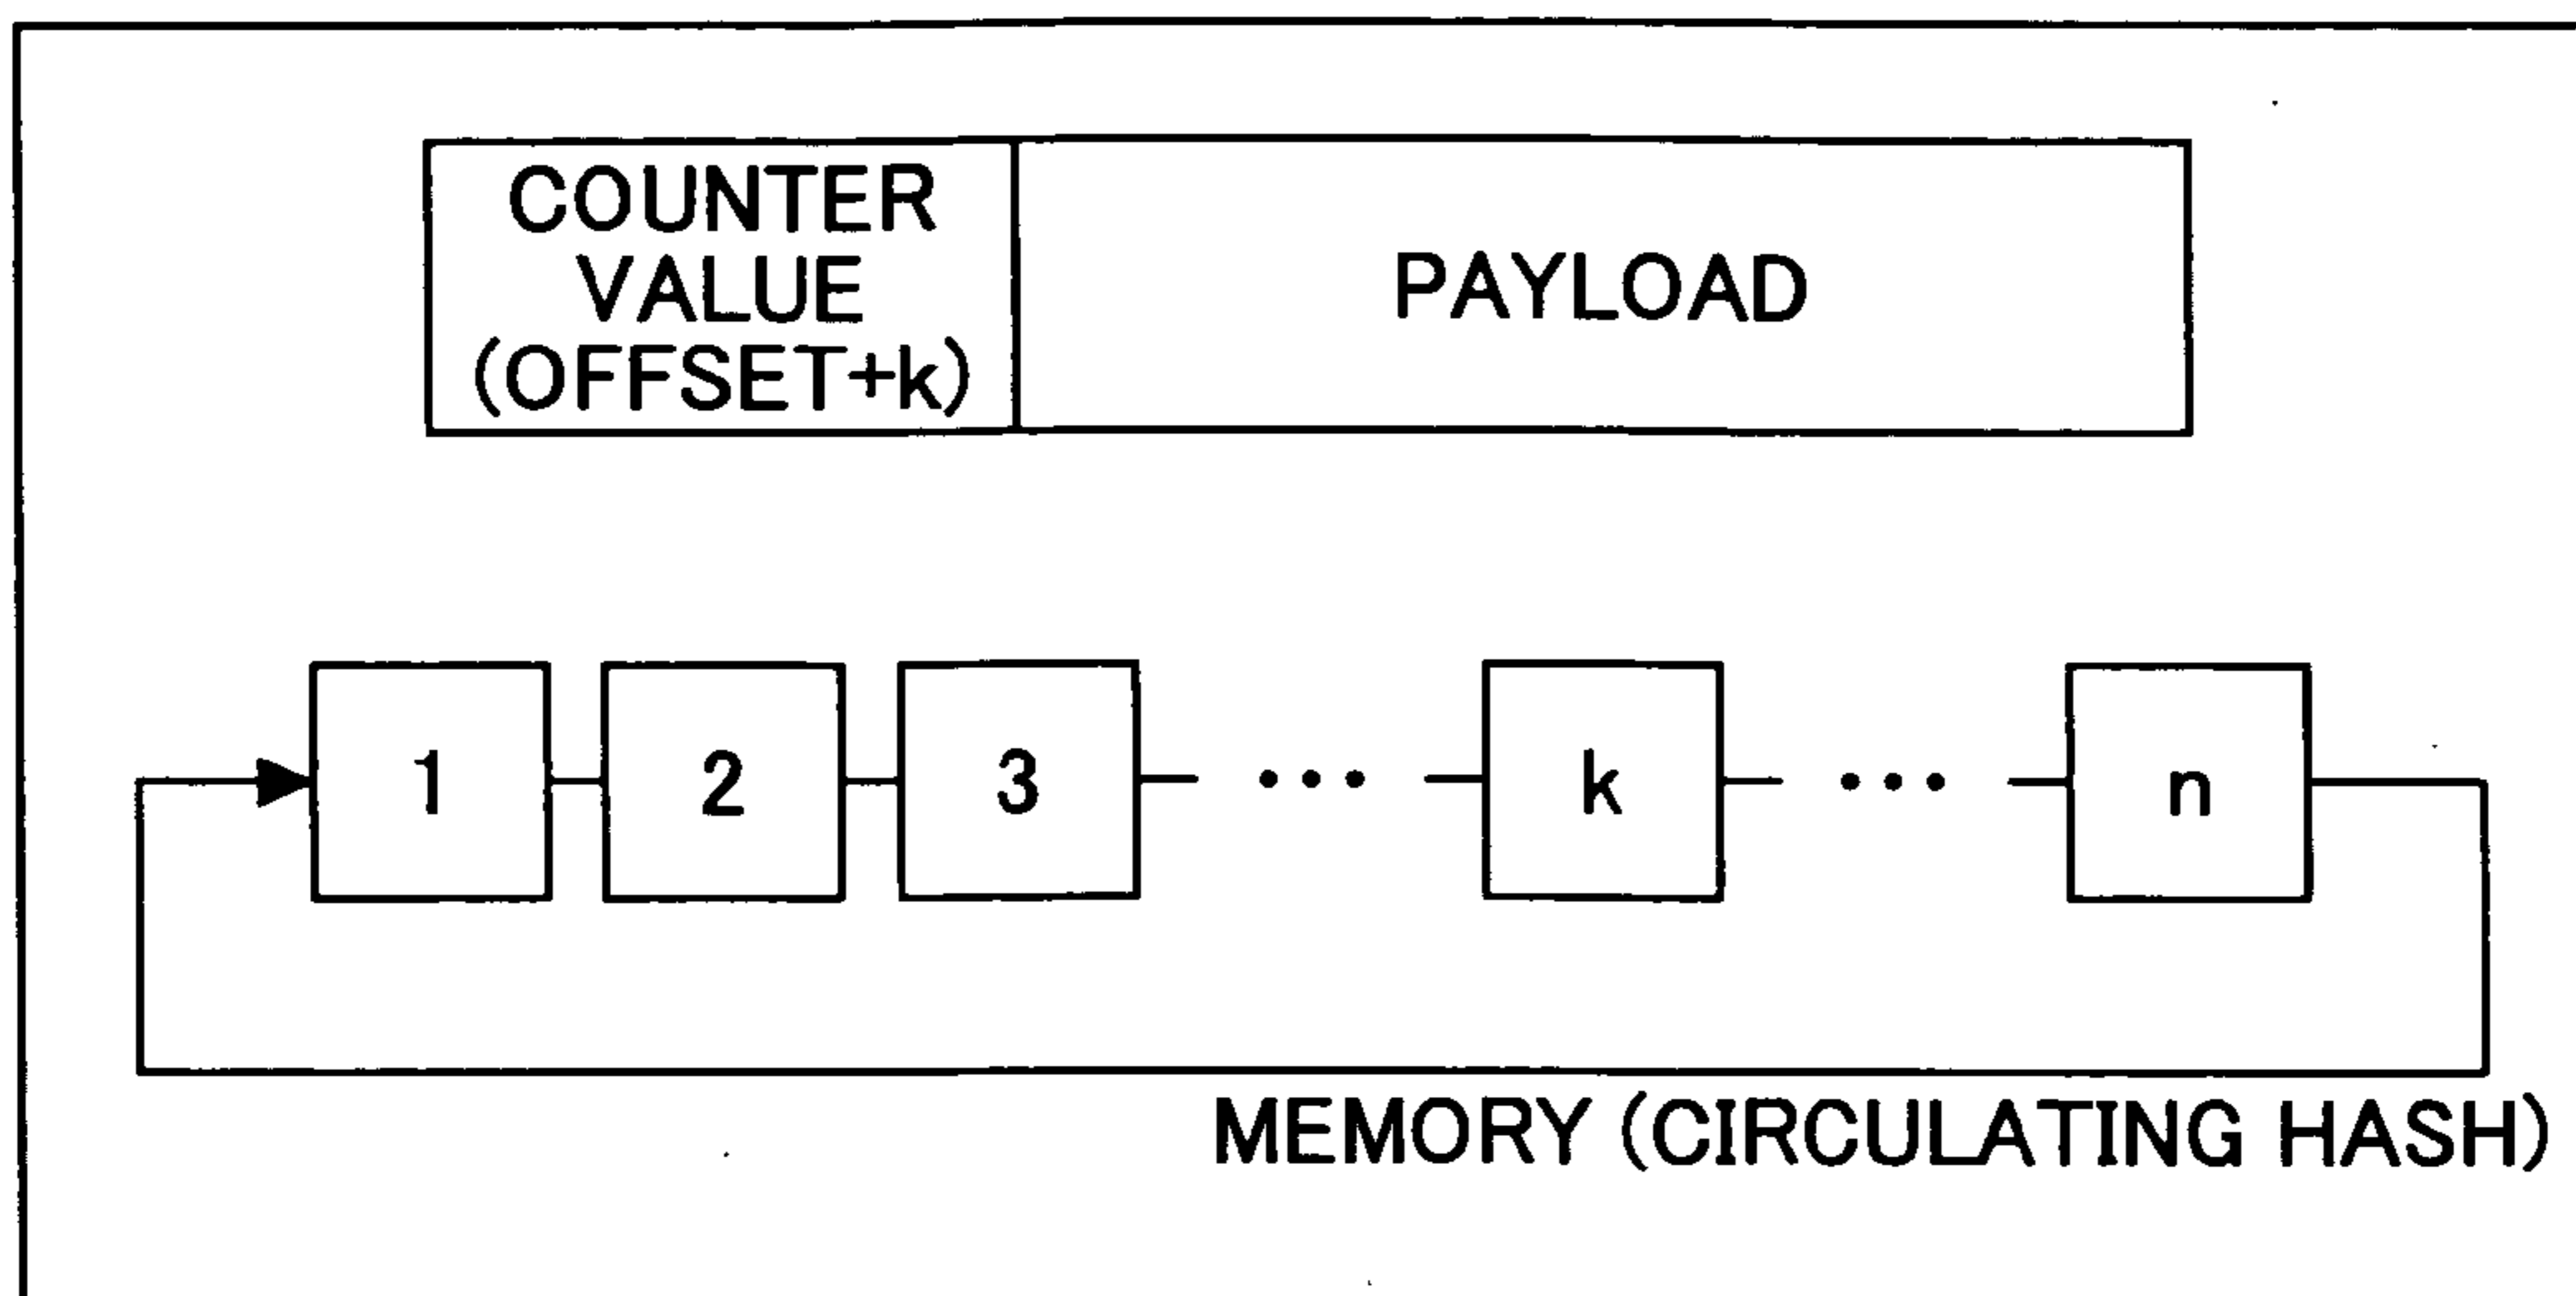 COUNTER
VALUE
(OFFSET+k)
PAYLOAD
1 2 3 ... k ... n
MEMORY (CIRCULATING HASH)